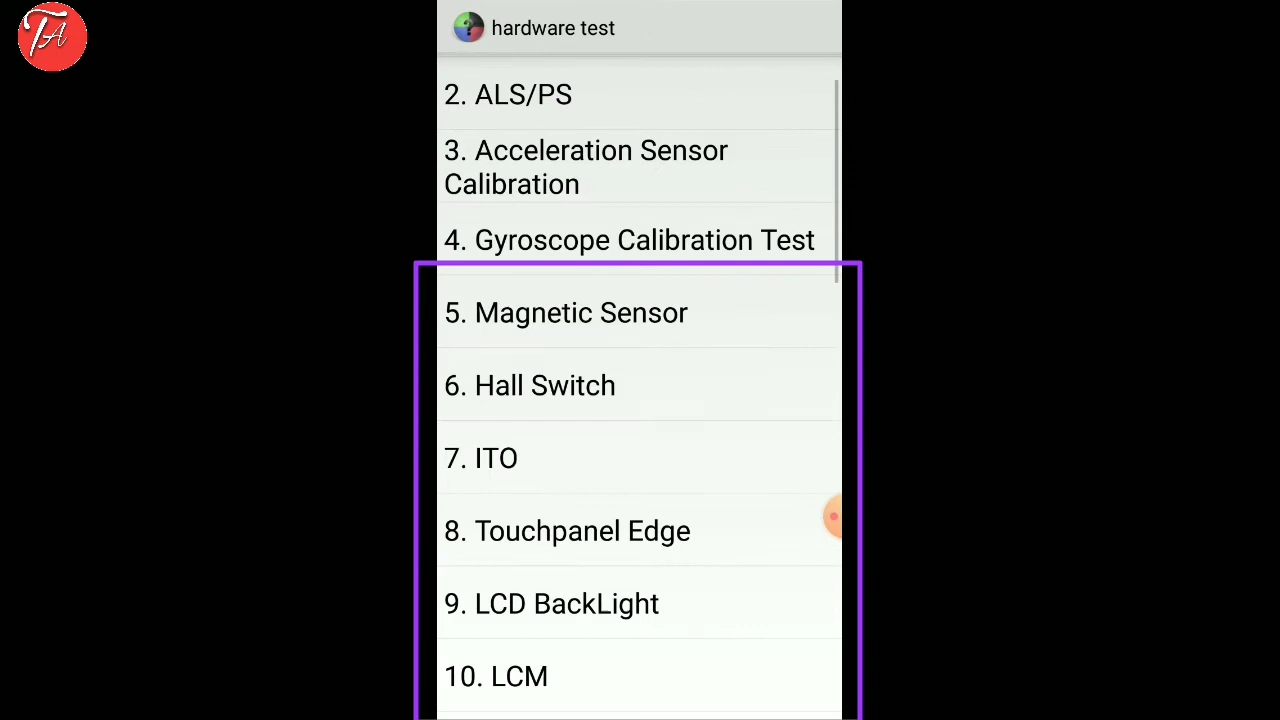 TA
hardware test
2. ALS/PS
3. Acceleration Sensor
Calibration
4. Gyroscope Calibration Test
5. Magnetic Sensor
6. Hall Switch
7. ITO
8. Touchpanel Edge
9. LCD BackLight
10. LCM